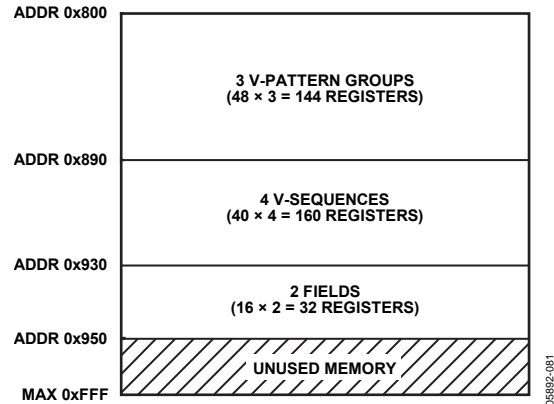 ADDR 0x800
3 V-PATTERN GROUPS
(48 × 3 = 144 REGISTERS)
ADDR 0x890
4 V-SEQUENCES
(40 × 4 = 160 REGISTERS)
ADDR 0x930
2 FIELDS
(16 × 2 = 32 REGISTERS)
ADDR 0x950
UNUSED MEMORY
MAX 0xFFF
05892-081